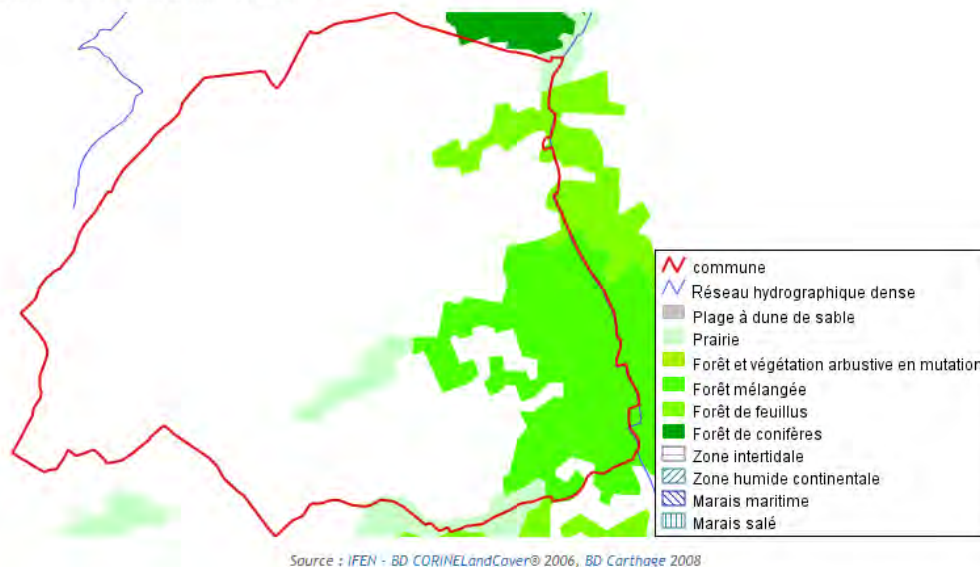 commune
Réseau hydrographique dense
Plage à dune de sable
Prairie
Forêt et végétation arbustive en mutation
Forêt mélangée
Forêt de feuillus
Forêt de conifères
Zone intertidale
Zone humide continentale
Marais maritime
Marais salé
Source : IFEN - BD CORINELandCover® 2006, BD Carthage 2008